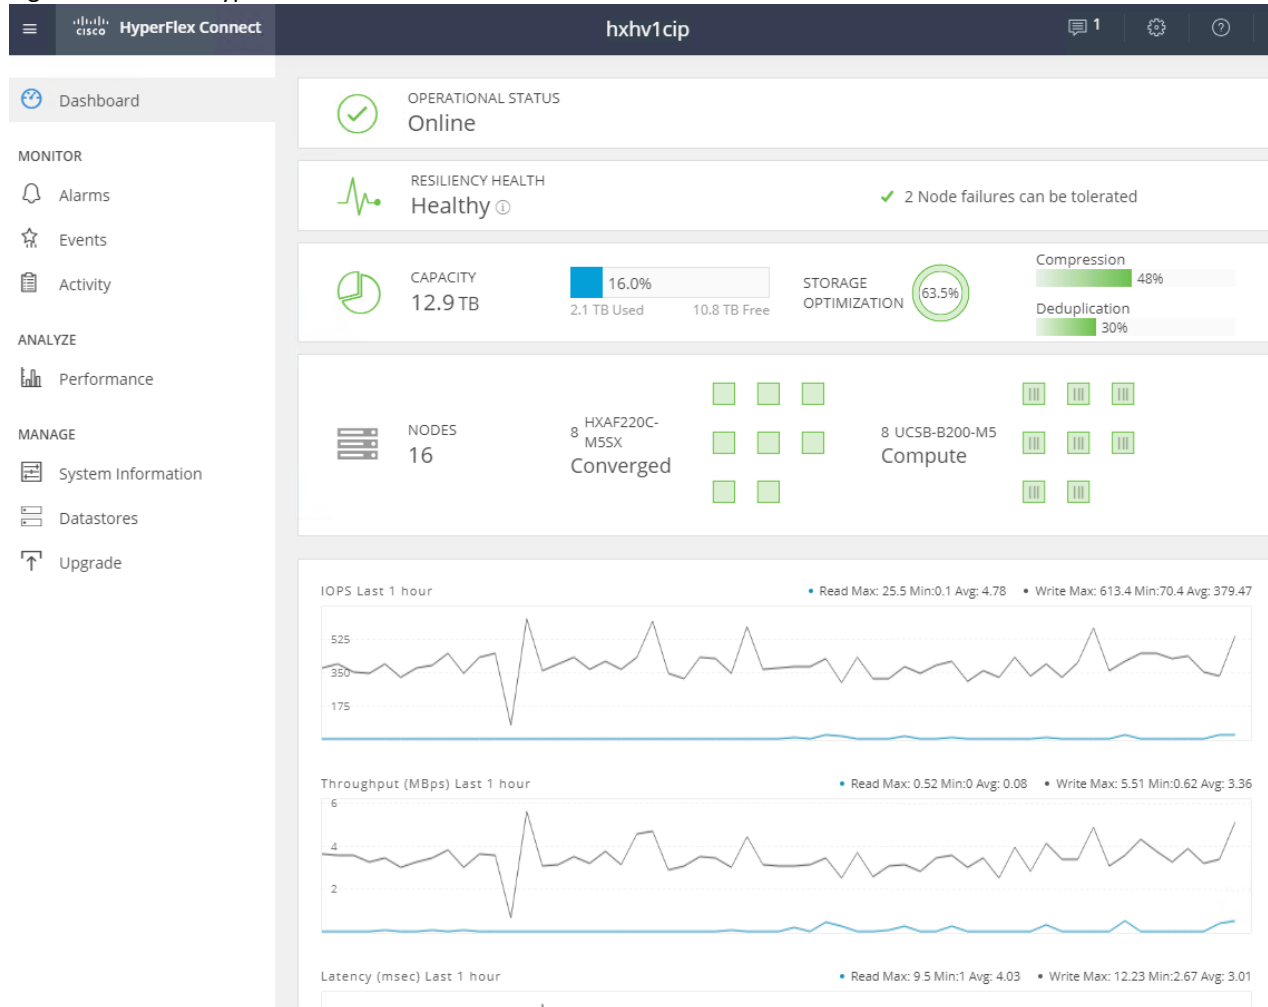 cisco HyperFlex Connect
hxhv1cip
1
Dashboard
MONITOR
Alarms
Events
Activity
ANALYZE
Performance
MANAGE
System Information
Datastores
Upgrade
OPERATIONAL STATUS
Online
RESILIENCY HEALTH
Healthy
2 Node failures can be tolerated
CAPACITY
12.9 TB
16.0%
2.1 TB Used 10.8 TB Free
STORAGE
OPTIMIZATION
63.5%
Compression
48%
Deduplication
30%
NODES
16
8 HXAF220C-
M5SX
Converged
8 UCSB-B200-M5
Compute
IOPS Last 1 hour
Read Max: 25.5 Min:0.1 Avg: 4.78 Write Max: 613.4 Min:70.4 Avg: 379.47
525
350
175
Throughput (MBps) Last 1 hour
Read Max: 0.52 Min:0 Avg: 0.08 Write Max: 5.51 Min:0.62 Avg: 3.36
6
4
2
Latency (msec) Last 1 hour
Read Max: 9.5 Min:1 Avg: 4.03 Write Max: 12.23 Min:2.67 Avg: 3.01